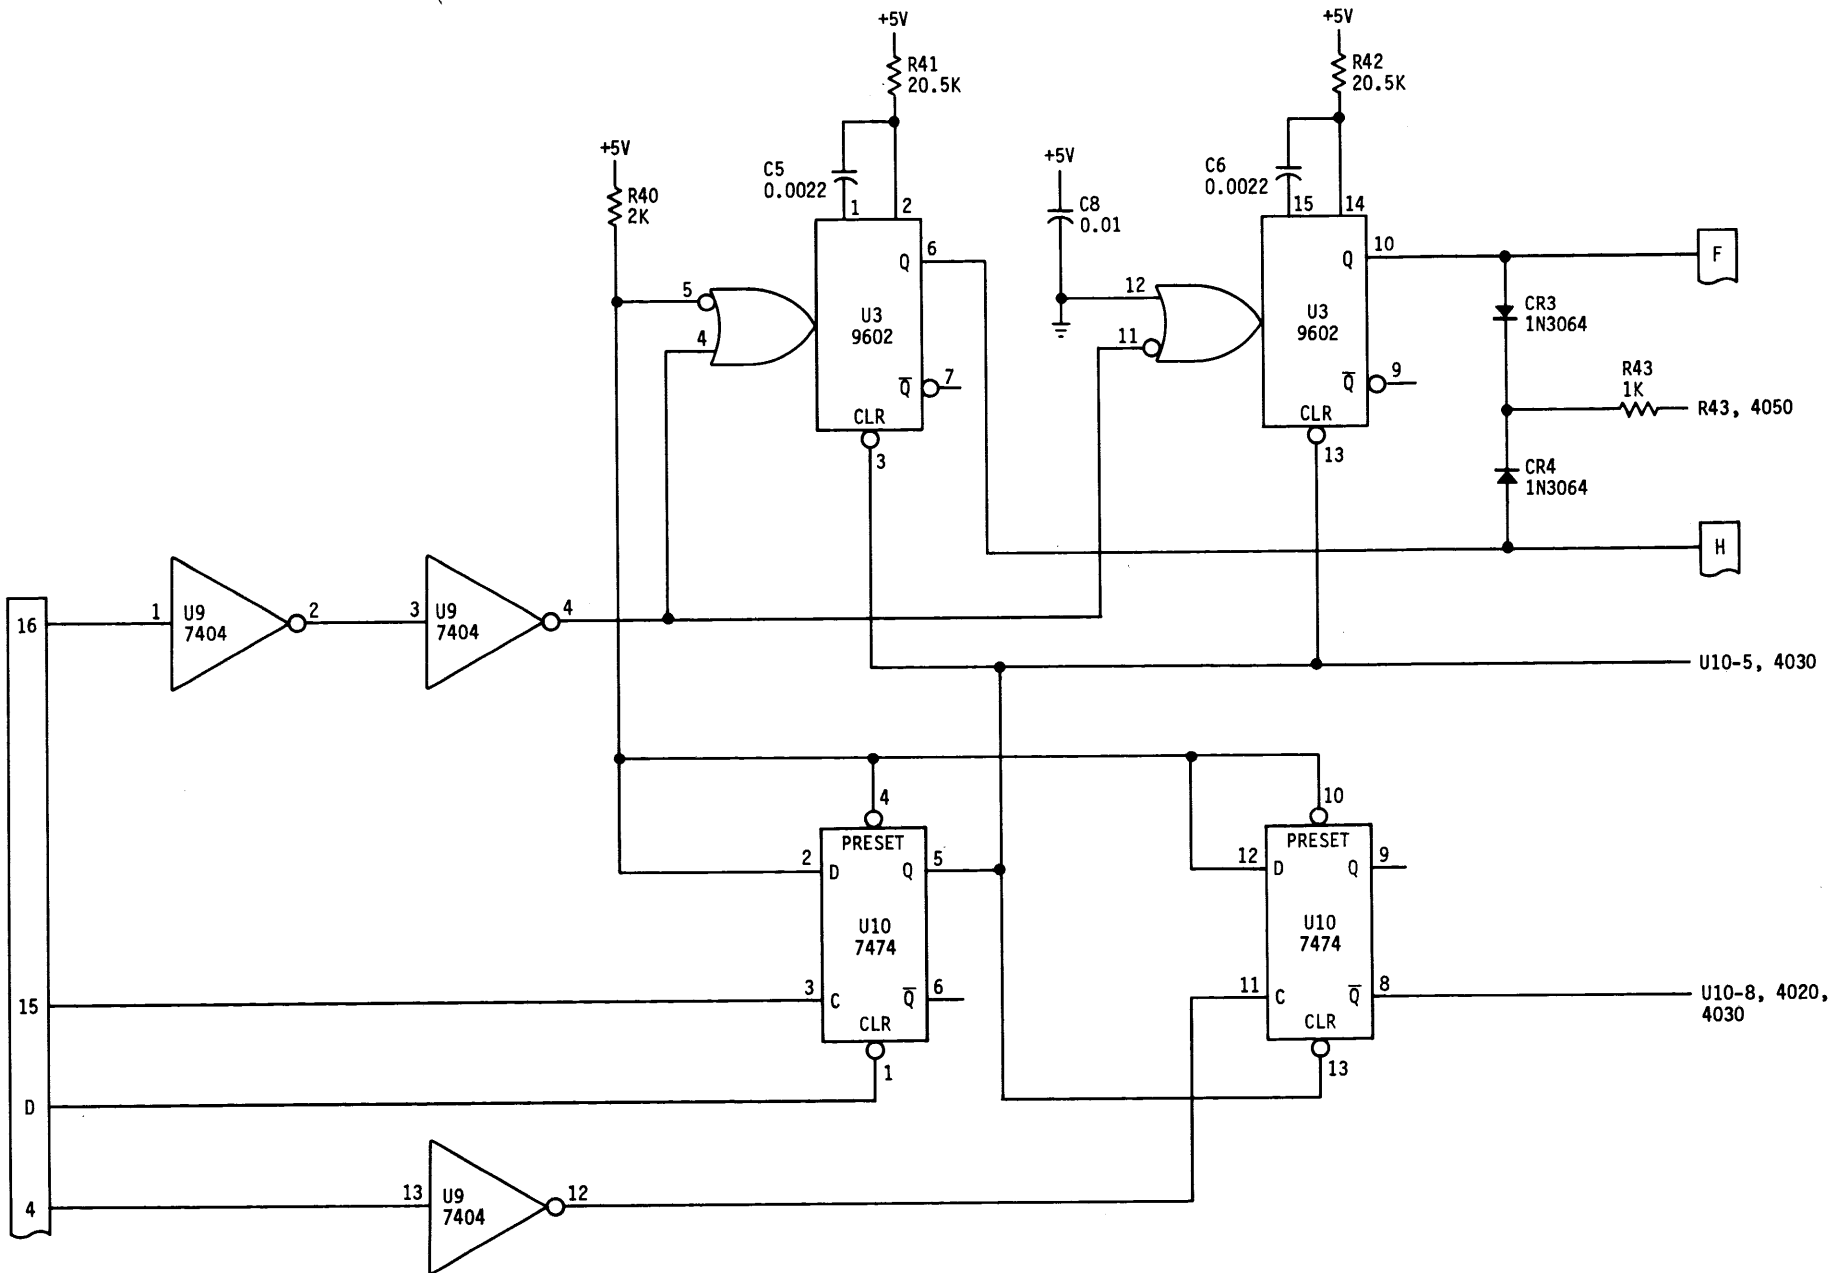 +5V
R41
20.5K
+5V
R42
20.5K
+5V
R40
2K
C5
0.0022
1
2
+5V
C8
0.01
C6
0.0022
15
14
Q
6
5
4
U3
9602
Q̅
7
CLR
3
12
11
Q
10
U3
9602
Q̅
9
CLR
13
F
CR3
1N3064
R43
1K
R43, 4050
CR4
1N3064
H
16
1
U9
7404
2
3
U9
7404
4
U10-5, 4030
4
PRESET
2
D
Q
5
U10
7474
3
C
Q̅
6
CLR
1
10
PRESET
12
D
Q
9
U10
7474
11
C
Q̅
8
CLR
13
U10-8, 4020,
4030
15
D
4
13
U9
7404
12